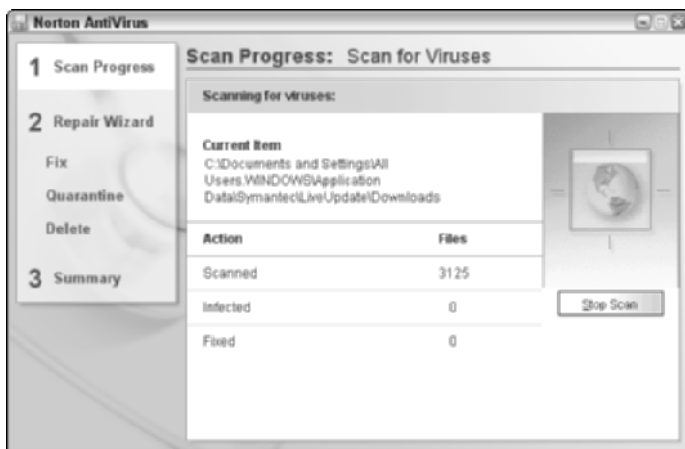 Norton AntiVirus
1 Scan Progress
2 Repair Wizard
Fix
Quarantine
Delete
3 Summary
Scan Progress: Scan for Viruses
Scanning for viruses:
Current Item
C:\Documents and Settings\All
Users.WINDOWS\Application
Data\Symantec\LiveUpdate\Downloads
Action Files
Scanned 3125
Infected 0
Fixed 0
Stop Scan